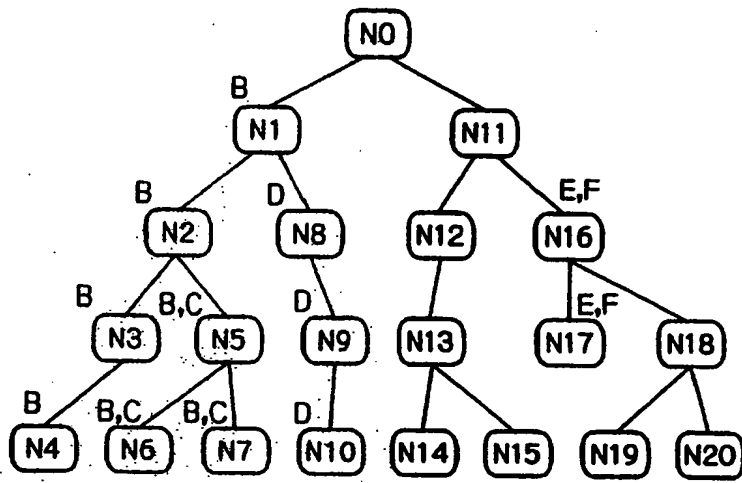 N0
B
N1 N11
B D E,F
N2 N8 N12 N16
B B,C D E,F
N3 N5 N9 N13 N17 N18
B B,C B,C D
N4 N6 N7 N10 N14 N15 N19 N20